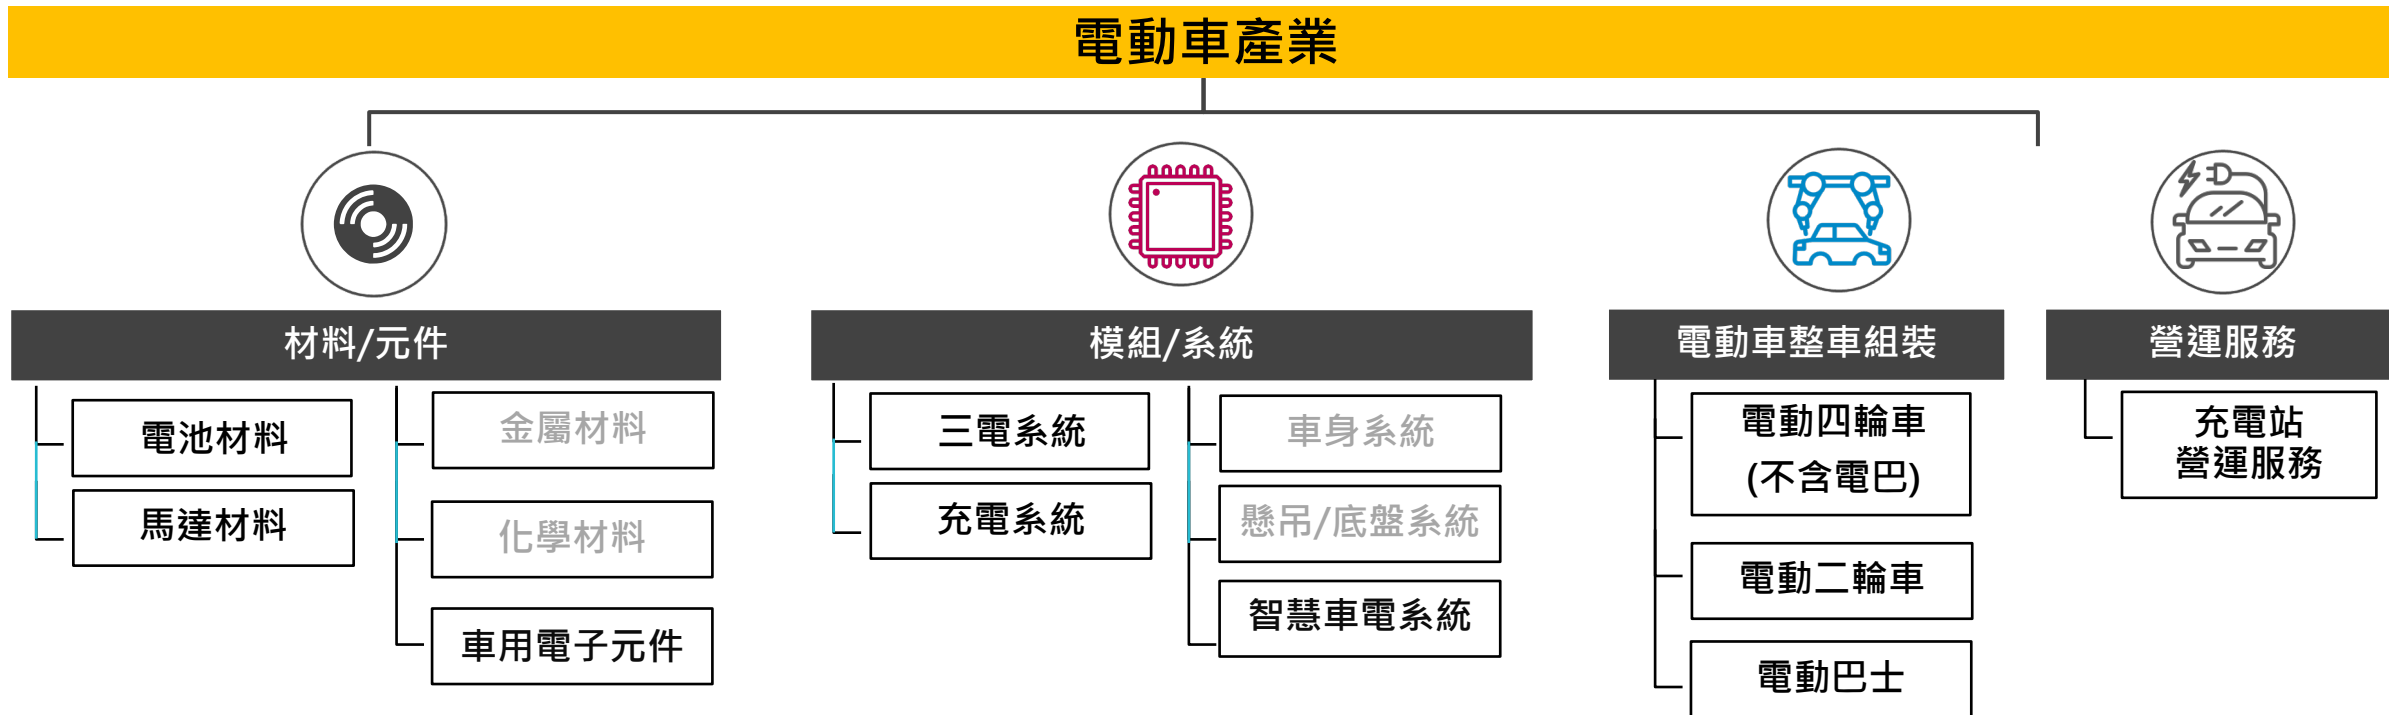 電動車產業
材料/元件
電池材料
馬達材料
金屬材料
化學材料
車用電子元件
模組/系統
三電系統
充電系統
車身系統
懸吊/底盤系統
智慧車電系統
電動車整車組裝
電動四輪車
(不含電巴)
電動二輪車
電動巴士
營運服務
充電站
營運服務